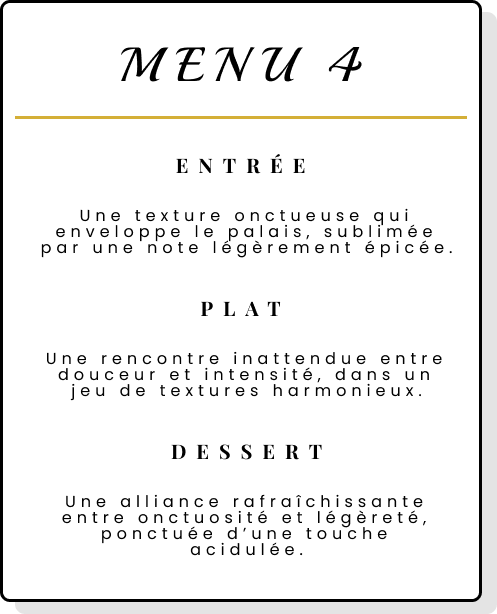 MENU 4
ENTRÉE
Une texture onctueuse qui
enveloppe le palais, sublimée
par une note légèrement épicée.
PLAT
Une rencontre inattendue entre
douceur et intensité, dans un
jeu de textures harmonieux.
DESSERT
Une alliance rafraîchissante
entre onctuosité et légèreté,
ponctuée d’une touche
acidulée.